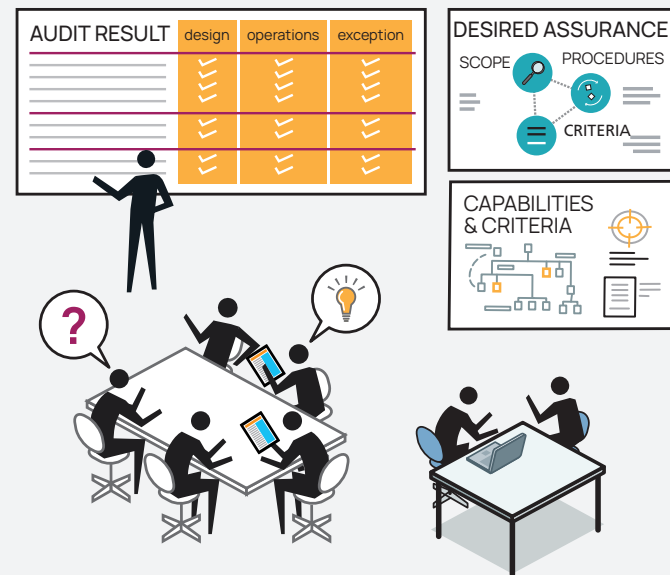 AUDIT RESULT design operations exception
DESIRED ASSURANCE
SCOPE PROCEDURES
CRITERIA
CAPABILITIES
& CRITERIA
?